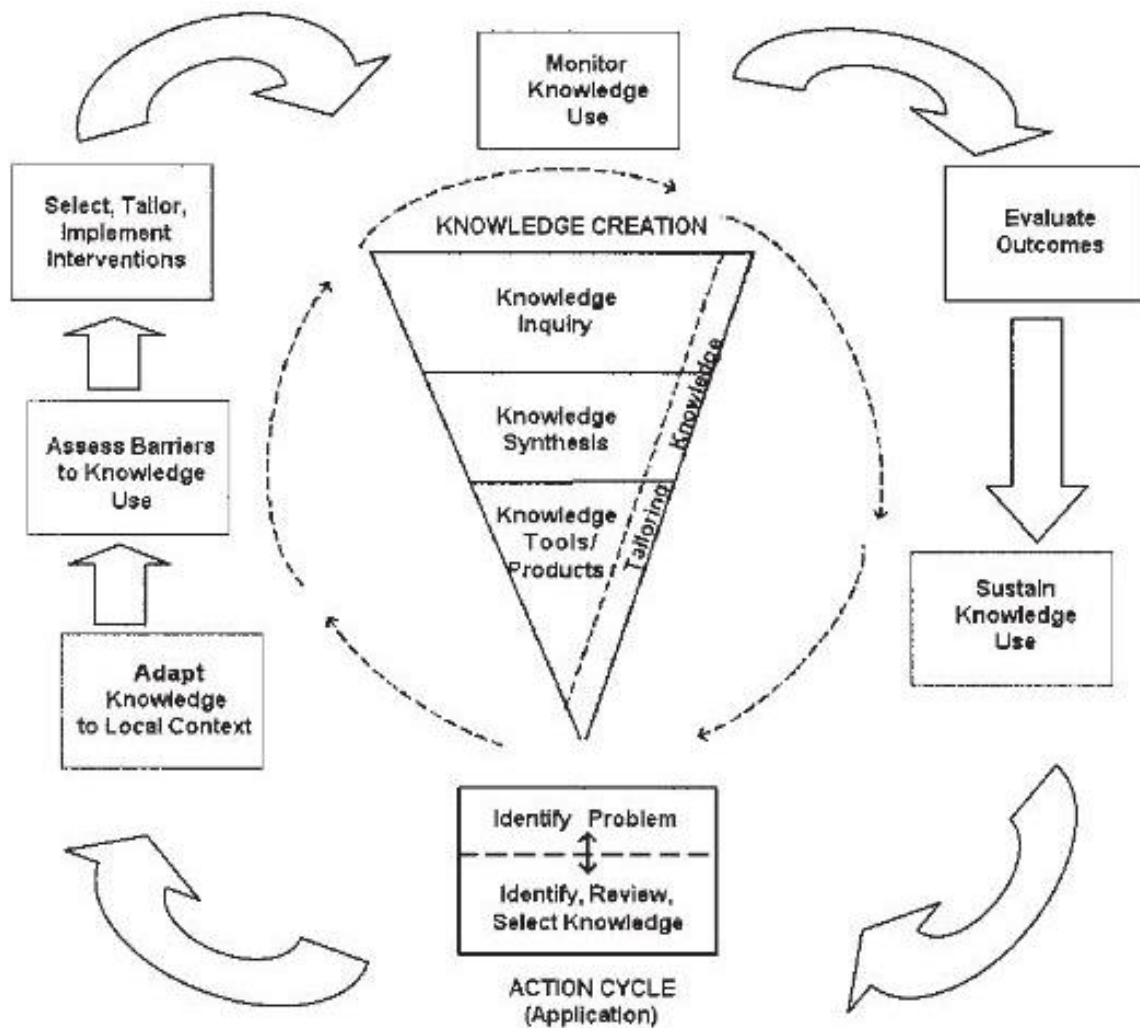 Monitor
Knowledge
Use
Select, Tailor,
Implement
Interventions
Evaluate
Outcomes
KNOWLEDGE CREATION
Knowledge
Inquiry
Knowledge
Synthesis
Knowledge
Tools/
Products
Tailoring Knowledge
Assess Barriers
to Knowledge
Use
Sustain
Knowledge
Use
Adapt
Knowledge
to Local Context
Identify Problem
Identify, Review,
Select Knowledge
ACTION CYCLE
(Application)